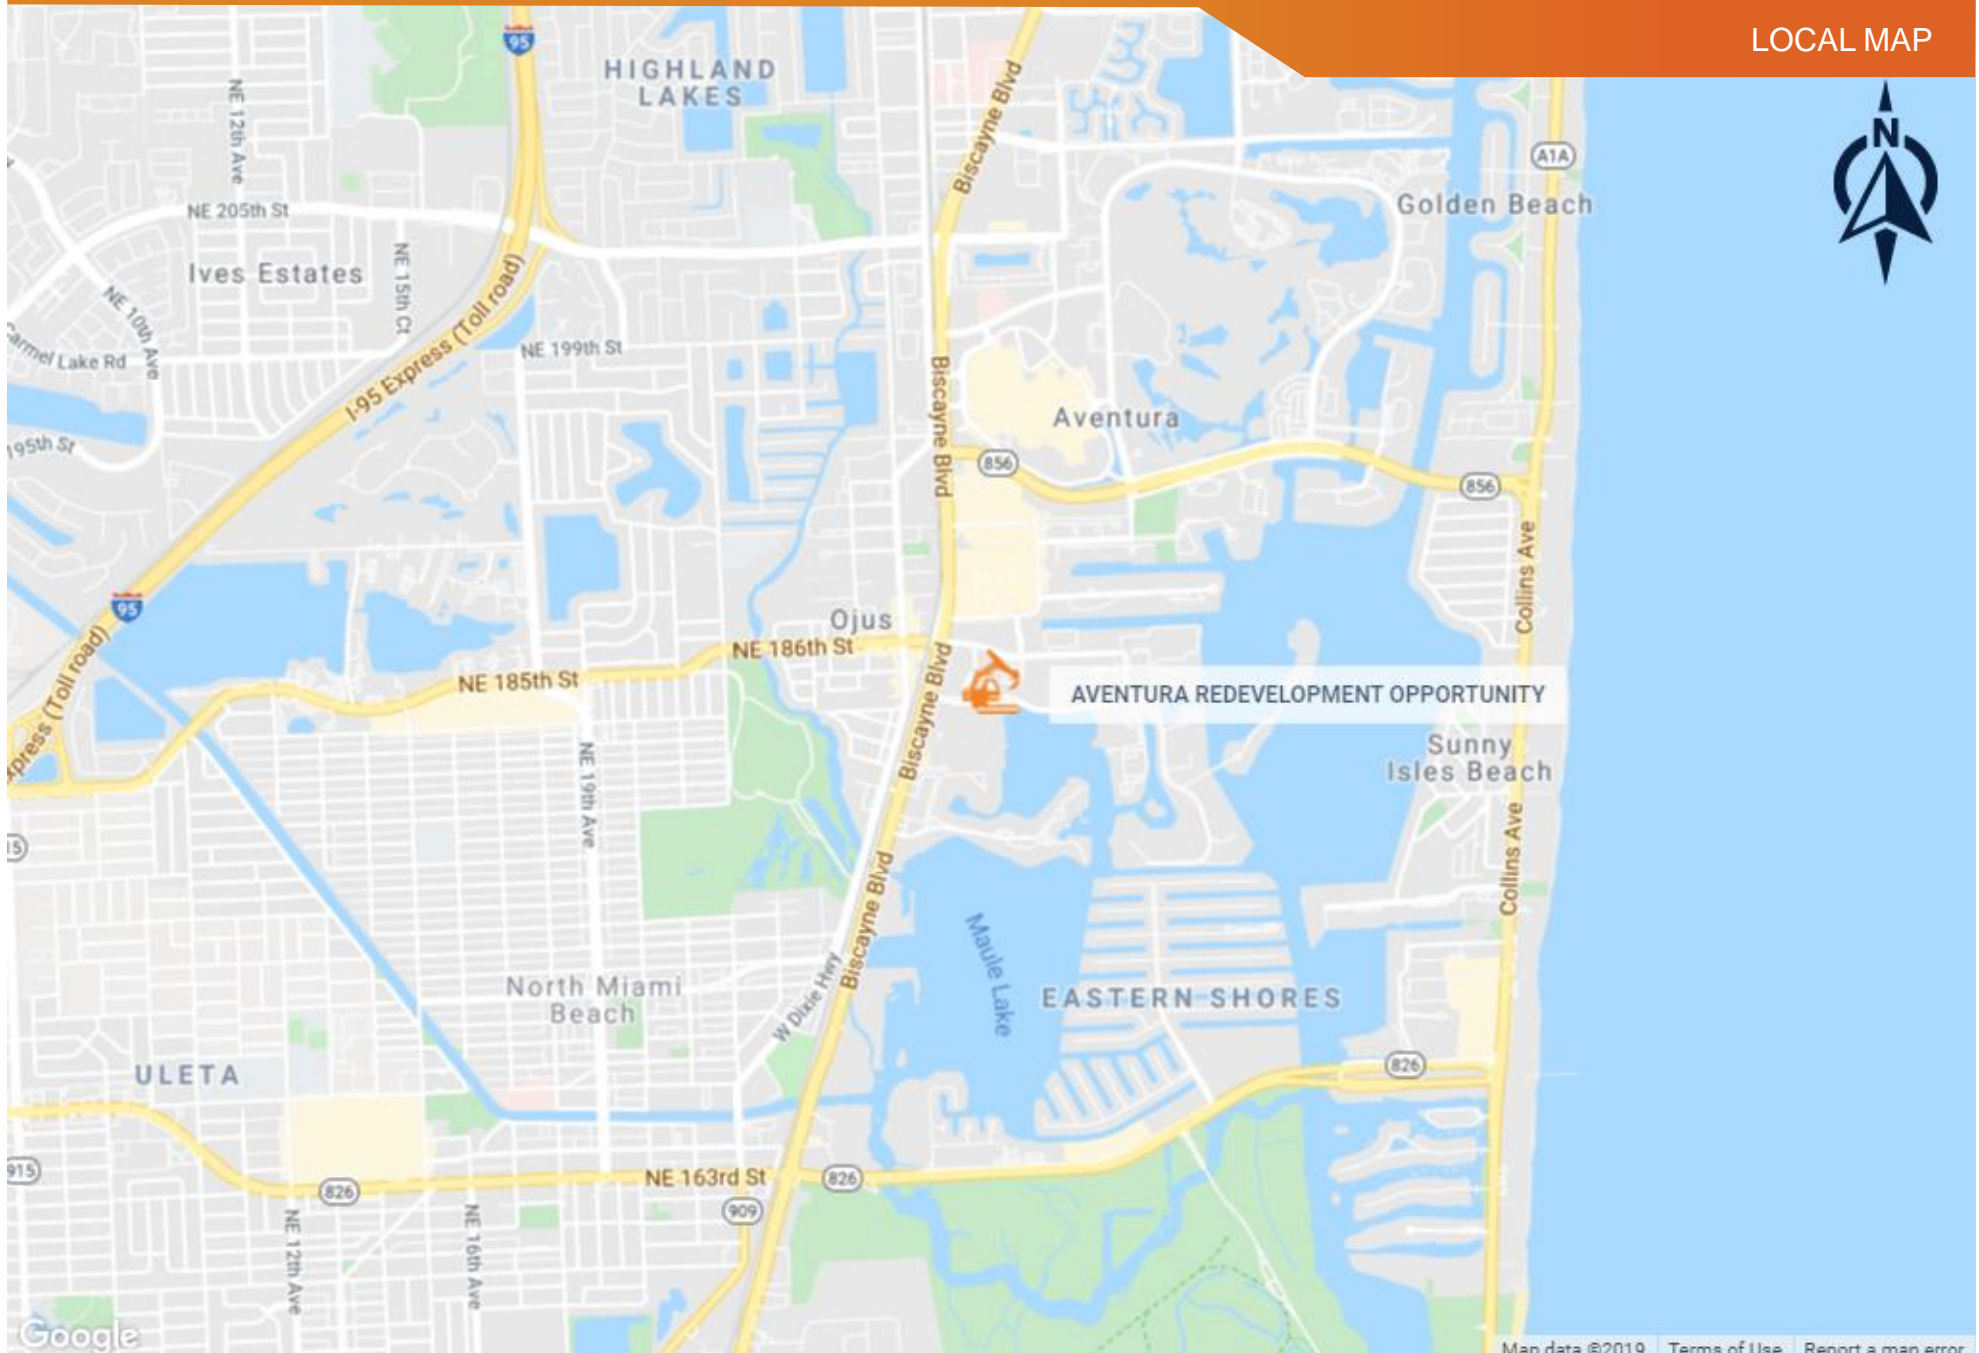 LOCAL MAP
95
HIGHLAND
LAKES
Biscayne Blvd
NE 12th Ave
N
A1A
NE 205th St
Golden Beach
Ives Estates
NE 15th Ct
NE 10th Ave
I-95 Express (Toll road)
NE 199th St
Carmel Lake Rd
Biscayne Blvd
Aventura
195th St
856
856
Collins Ave
95
Express (Toll road)
Ojus
NE 186th St
NE 185th St
Biscayne Blvd
AVENTURA REDEVELOPMENT OPPORTUNITY
Sunny
Isles Beach
NE 19th Ave
Collins Ave
Biscayne Blvd
Maule Lake
W Dixie Hwy
North Miami
Beach
EASTERN SHORES
ULETA
826
915
826
NE 163rd St
826
909
NE 12th Ave
NE 16th Ave
Google
Map data ©2019
Terms of Use
Report a map error